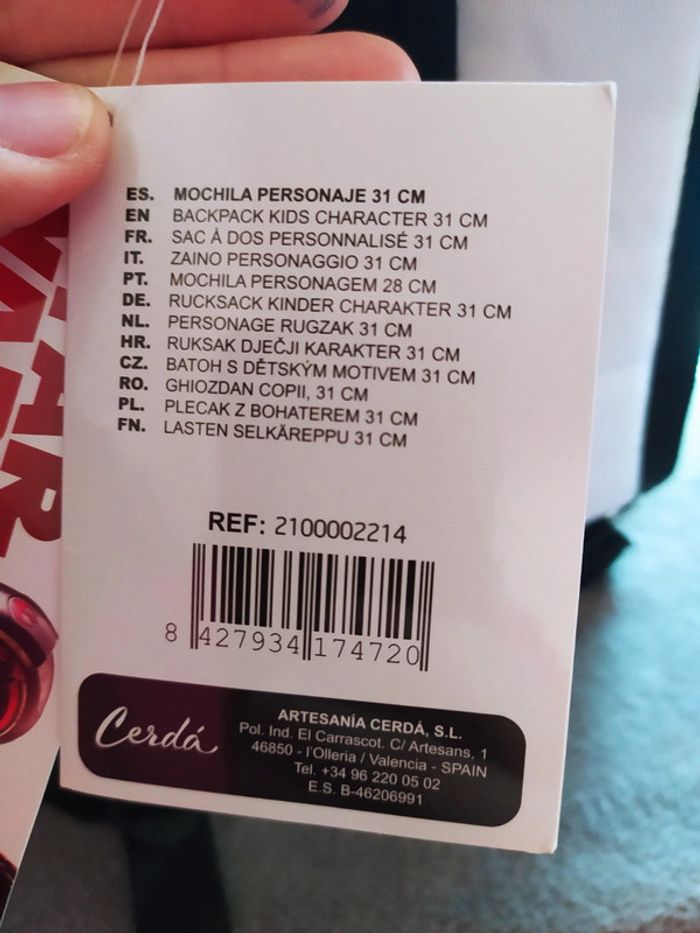 ES. MOCHILA PERSONAJE 31 CM
EN BACKPACK KIDS CHARACTER 31 CM
FR. SAC À DOS PERSONNALISÉ 31 CM
IT. ZAINO PERSONAGGIO 31 CM
PT. MOCHILA PERSONAGEM 28 CM
DE. RUCKSACK KINDER CHARAKTER 31 CM
NL. PERSONAGE RUGZAK 31 CM
HR. RUKSAK DJEČJI KARAKTER 31 CM
CZ. BATOH S DĚTSKÝM MOTIVEM 31 CM
RO. GHIOZDAN COPII, 31 CM
PL. PLECAK Z BOHATEREM 31 CM
FN. LASTEN SELKÄREPPU 31 CM
REF: 2100002214
8 427934 174720
Cerdá
ARTESANÍA CERDÁ, S.L.
Pol. Ind. El Carrascot. C/ Artesans, 1
46850 - l'Olleria / Valencia - SPAIN
Tel. +34 96 220 05 02
E.S. B-46206991